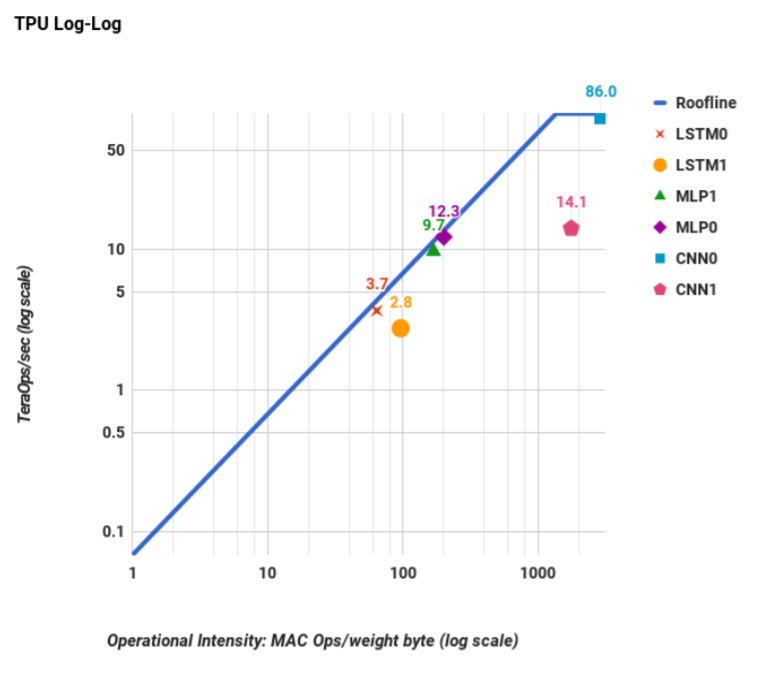 TPU Log-Log
86.0
Roofline
LSTM0
LSTM1
MLP1
MLP0
CNN0
CNN1
50
14.1
12.3
9.7
10
3.7
5
2.8
1
0.5
0.1
TeraOps/sec (log scale)
1 10 100 1000
Operational Intensity: MAC Ops/weight byte (log scale)